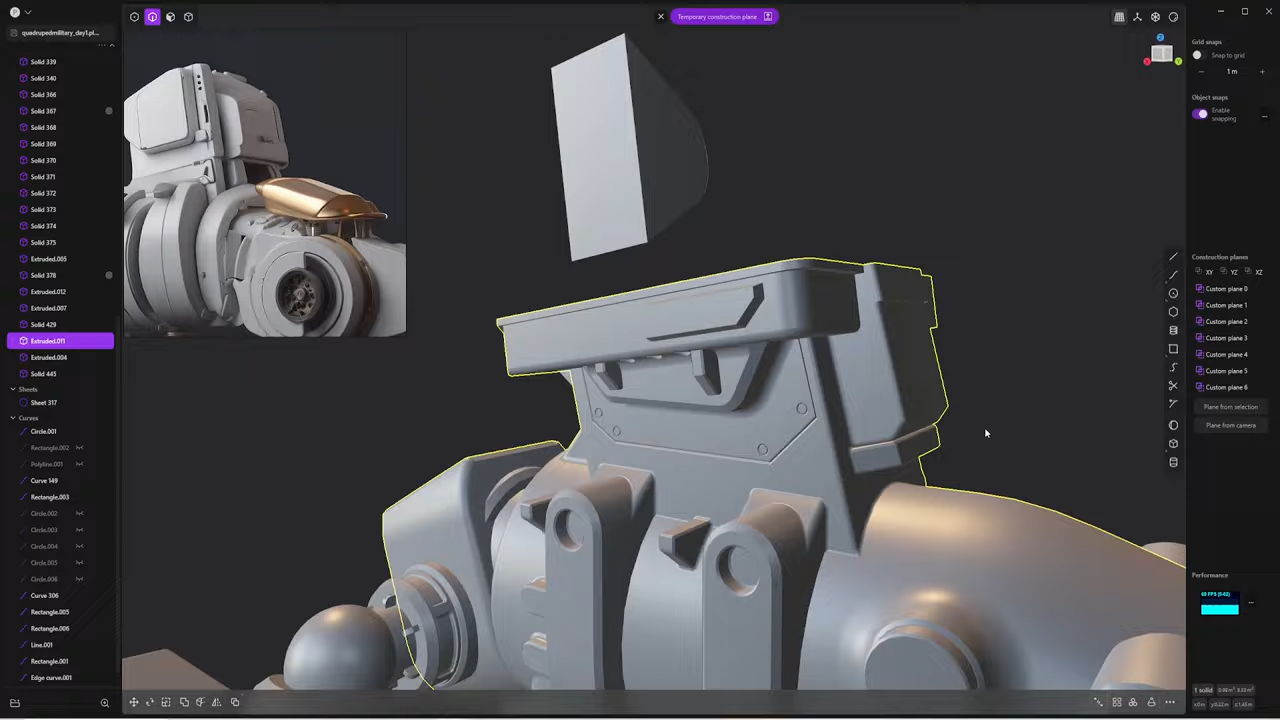 P
quadrupedmilitary_day1.pl...
Solid 339
Solid 340
Solid 366
Solid 367
Solid 368
Solid 369
Solid 370
Solid 371
Solid 372
Solid 373
Solid 374
Solid 375
Extruded.005
Solid 378
Extruded.012
Extruded.007
Solid 429
Extruded.011
Extruded.004
Solid 445
Sheets
Sheet 317
Curves
Circle.001
Rectangle.002
Polyline.001
Curve 149
Rectangle.003
Circle.002
Circle.003
Circle.004
Circle.005
Circle.006
Curve 306
Rectangle.005
Rectangle.006
Line.001
Rectangle.001
Edge curve.001
Temporary construction plane
Z
X
Y
Grid snaps
Snap to grid
1 m
Object snaps
Enable snapping
Construction planes
XY
YZ
XZ
Custom plane 0
Custom plane 1
Custom plane 2
Custom plane 3
Custom plane 4
Custom plane 5
Custom plane 6
Plane from selection
Plane from camera
Performance
1 solid